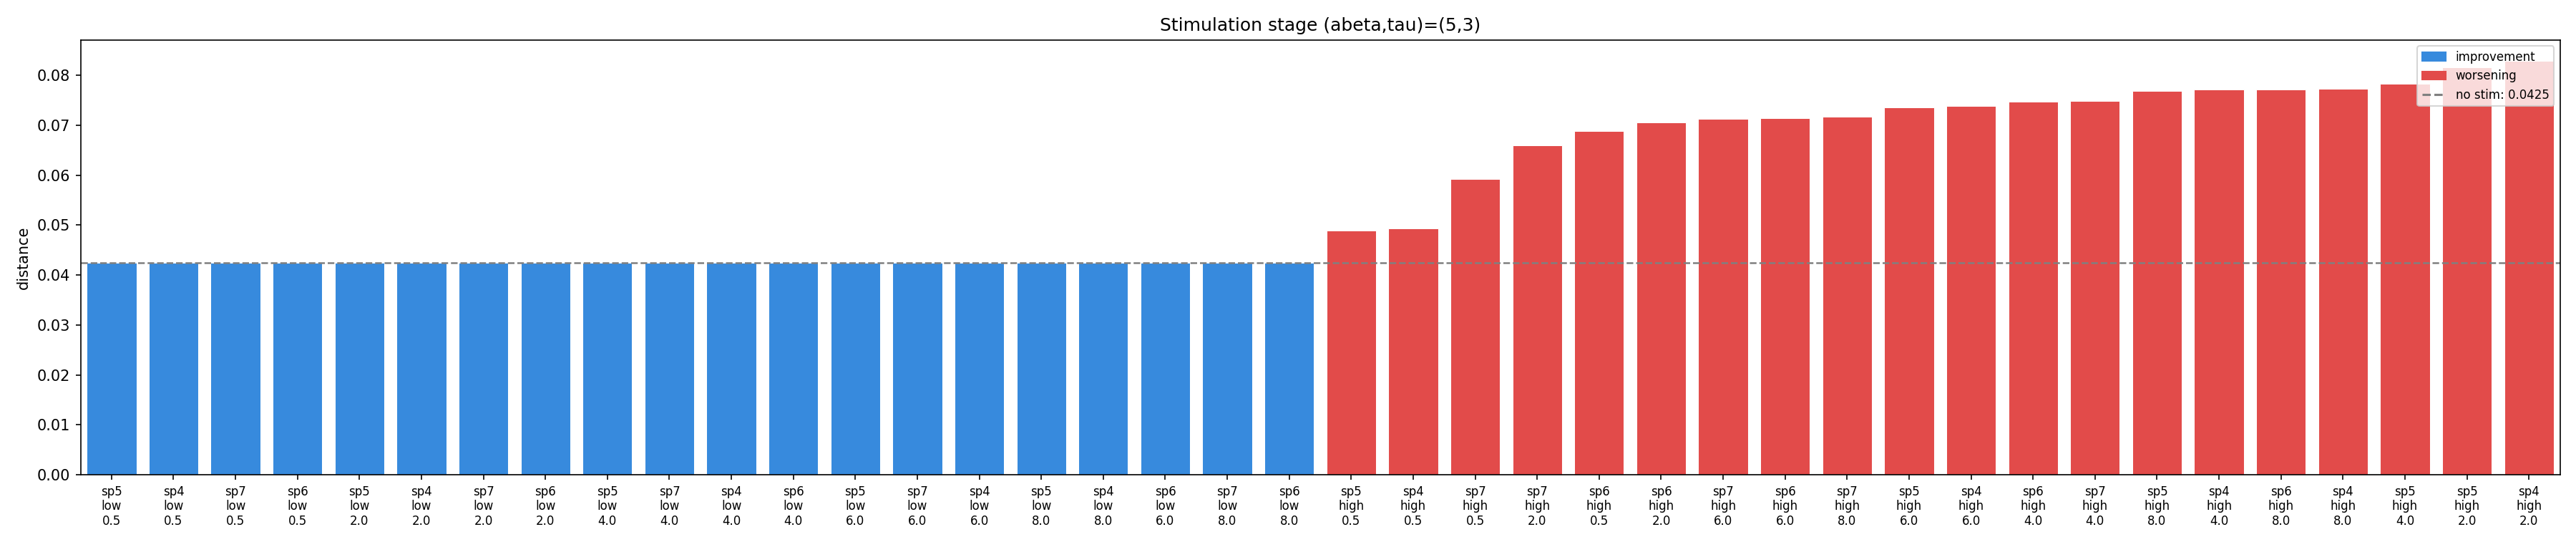 Stimulation stage (abeta,tau)=(5,3)
improvement
worsening
no stim: 0.0425
distance
0.08
0.07
0.06
0.05
0.04
0.03
0.02
0.01
0.00
sp5 sp4 sp7 sp6 sp5 sp4 sp7 sp6 sp5 sp7 sp4 sp6 sp5 sp7 sp4 sp5 sp4 sp6 sp7 sp6 sp5 sp4 sp7 sp7 sp6 sp6 sp7 sp6 sp7 sp5 sp4 sp6 sp7 sp5 sp4 sp6 sp4 sp5 sp5 sp4
low low low low low low low low low low low low low low low low low low low low high high high high high high high high high high high high high high high high high high high high
0.5 0.5 0.5 0.5 2.0 2.0 2.0 2.0 4.0 4.0 4.0 4.0 6.0 6.0 6.0 8.0 8.0 6.0 8.0 8.0 0.5 0.5 0.5 2.0 0.5 2.0 6.0 6.0 8.0 6.0 6.0 4.0 4.0 8.0 4.0 8.0 8.0 4.0 2.0 2.0